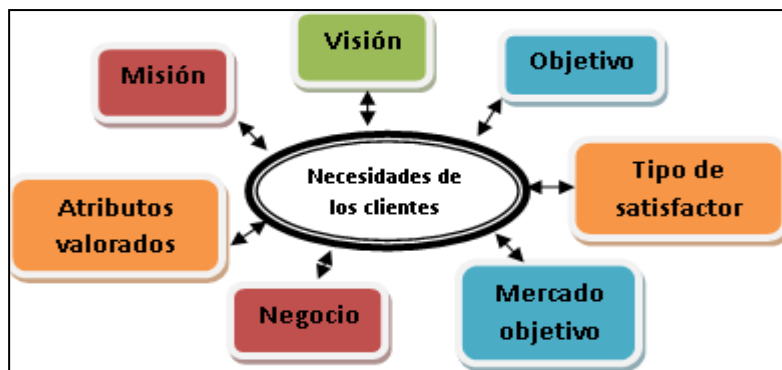 Visión
Misión
Objetivo
Necesidades de
los clientes
Tipo de
satisfactor
Atributos
valorados
Negocio
Mercado
objetivo